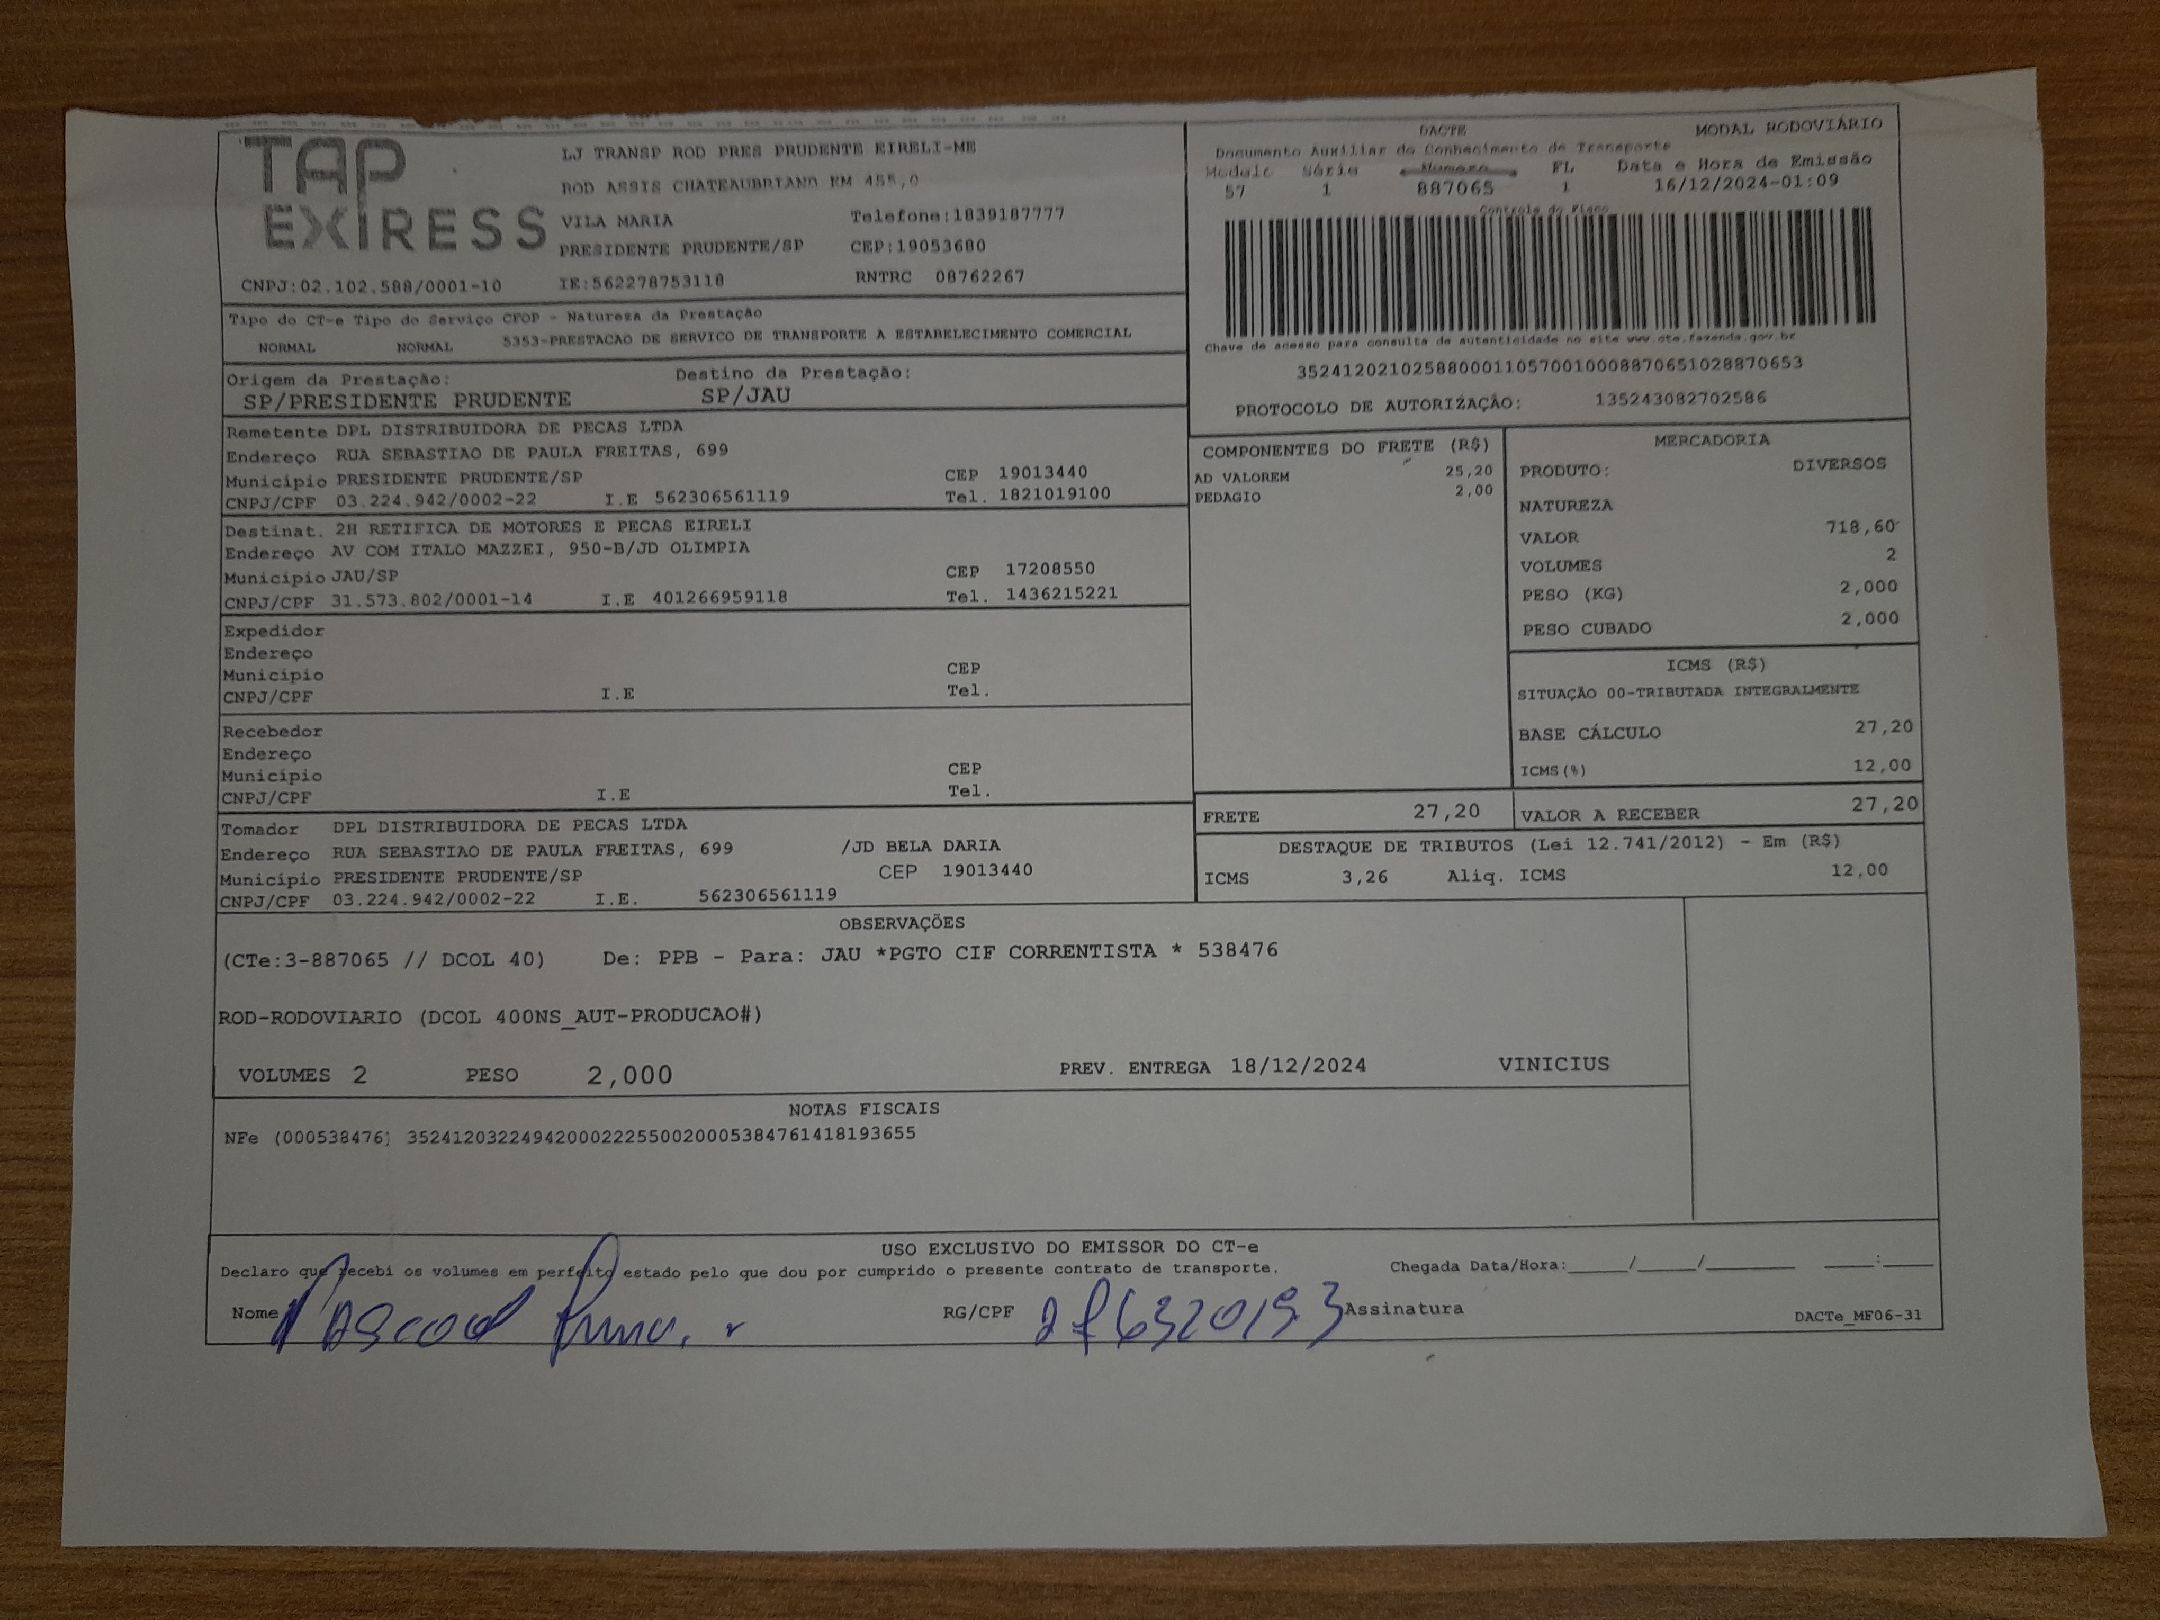 TAP
EXPRESS
LJ TRANSP ROD PRES PRUDENTE EIRELI-ME
ROD ASSIS CHATEAUBRIAND KM 455,0
VILA MARIA Telefone:1839187777
PRESIDENTE PRUDENTE/SP CEP:19053680
CNPJ:02.102.588/0001-10 IE:562278753118 RNTRC 08762267
DACTE MODAL RODOVIÁRIO
Documento Auxiliar do Conhecimento de Transporte
Modelo Série Numero FL Data e Hora de Emissão
57 1 887065 1 16/12/2024-01:09
Controle do Fisco
Chave de acesso para consulta de autenticidade no site www.cte.fazenda.gov.br
35241202102588000110570010008870651028870653
PROTOCOLO DE AUTORIZAÇÃO: 135243082702586
Tipo do CT-e Tipo do Serviço CFOP - Natureza da Prestação
NORMAL NORMAL 5353-PRESTACAO DE SERVICO DE TRANSPORTE A ESTABELECIMENTO COMERCIAL
Origem da Prestação: Destino da Prestação:
SP/PRESIDENTE PRUDENTE SP/JAU
Remetente DPL DISTRIBUIDORA DE PECAS LTDA
Endereço RUA SEBASTIAO DE PAULA FREITAS, 699
Município PRESIDENTE PRUDENTE/SP CEP 19013440
CNPJ/CPF 03.224.942/0002-22 I.E 562306561119 Tel. 1821019100
Destinat. 2H RETIFICA DE MOTORES E PECAS EIRELI
Endereço AV COM ITALO MAZZEI, 950-B/JD OLIMPIA
Município JAU/SP CEP 17208550
CNPJ/CPF 31.573.802/0001-14 I.E 401266959118 Tel. 1436215221
Expedidor
Endereço
Município CEP
CNPJ/CPF I.E Tel.
Recebedor
Endereço
Município CEP
CNPJ/CPF I.E Tel.
Tomador DPL DISTRIBUIDORA DE PECAS LTDA
Endereço RUA SEBASTIAO DE PAULA FREITAS, 699 /JD BELA DARIA
Município PRESIDENTE PRUDENTE/SP CEP 19013440
CNPJ/CPF 03.224.942/0002-22 I.E. 562306561119
COMPONENTES DO FRETE (R$)
AD VALOREM 25,20
PEDAGIO 2,00
MERCADORIA
PRODUTO: DIVERSOS
NATUREZA
VALOR 718,60
VOLUMES 2
PESO (KG) 2,000
PESO CUBADO 2,000
ICMS (R$)
SITUAÇÃO 00-TRIBUTADA INTEGRALMENTE
BASE CÁLCULO 27,20
ICMS(%) 12,00
FRETE 27,20 VALOR A RECEBER 27,20
DESTAQUE DE TRIBUTOS (Lei 12.741/2012) - Em (R$)
ICMS 3,26 Aliq. ICMS 12,00
OBSERVAÇÕES
(CTe:3-887065 // DCOL 40) De: PPB - Para: JAU *PGTO CIF CORRENTISTA * 538476
ROD-RODOVIARIO (DCOL 400NS_AUT-PRODUCAO#)
VOLUMES 2 PESO 2,000 PREV. ENTREGA 18/12/2024 VINICIUS
NOTAS FISCAIS
NFe (000538476) 35241203224942000222550020005384761418193655
USO EXCLUSIVO DO EMISSOR DO CT-e
Declaro que recebi os volumes em perfeito estado pelo que dou por cumprido o presente contrato de transporte. Chegada Data/Hora:_____/_____/________ ____:____
Nome RG/CPF Assinatura DACTe_MF06-31